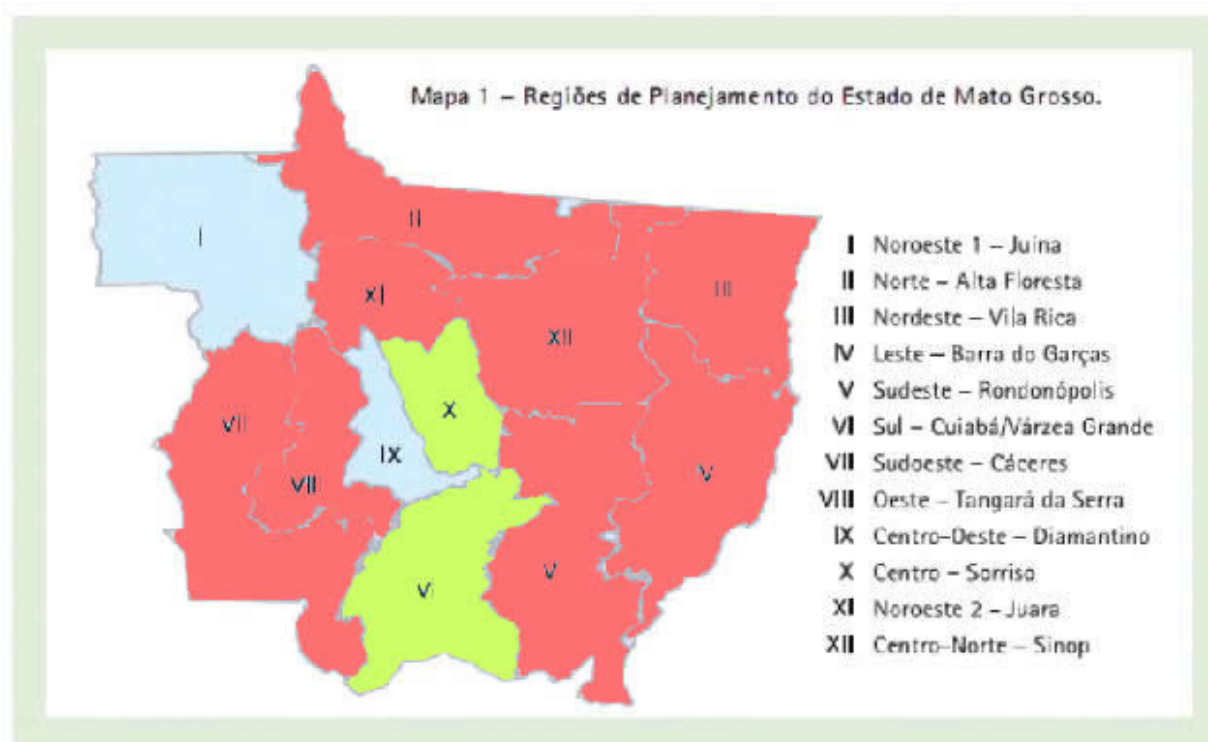 Mapa 1 – Regiões de Planejamento do Estado de Mato Grosso.
I
II
III
XI
XII
VII
X
V
IX
VII
V
VI
I Noroeste 1 – Juína
II Norte – Alta Floresta
III Nordeste – Vila Rica
IV Leste – Barra do Garças
V Sudeste – Rondonópolis
VI Sul – Cuiabá/Várzea Grande
VII Sudoeste – Cáceres
VIII Oeste – Tangará da Serra
IX Centro-Oeste – Diamantino
X Centro – Sorriso
XI Noroeste 2 – Juara
XII Centro-Norte – Sinop